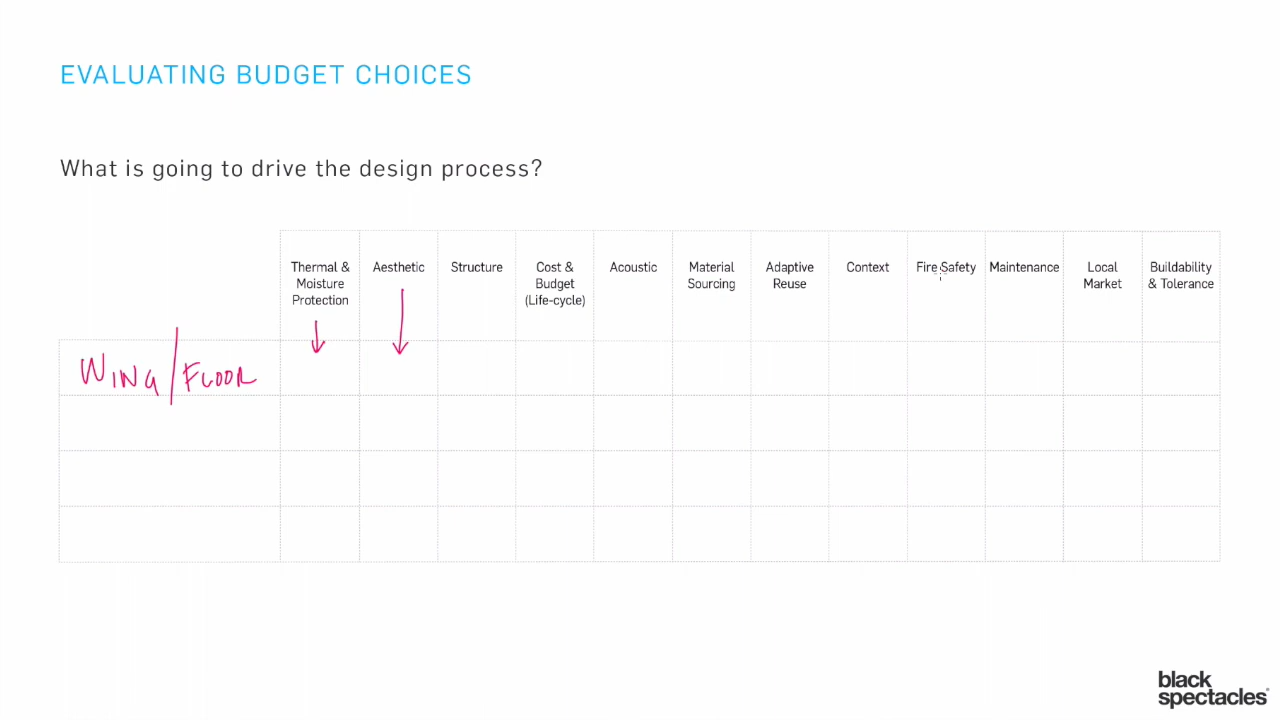 EVALUATING BUDGET CHOICES
What is going to drive the design process?
Thermal & Moisture Protection
Aesthetic
Structure
Cost & Budget (Life-cycle)
Acoustic
Material Sourcing
Adaptive Reuse
Context
Fire Safety
Maintenance
Local Market
Buildability & Tolerance
WING/FLOOR
black
spectacles